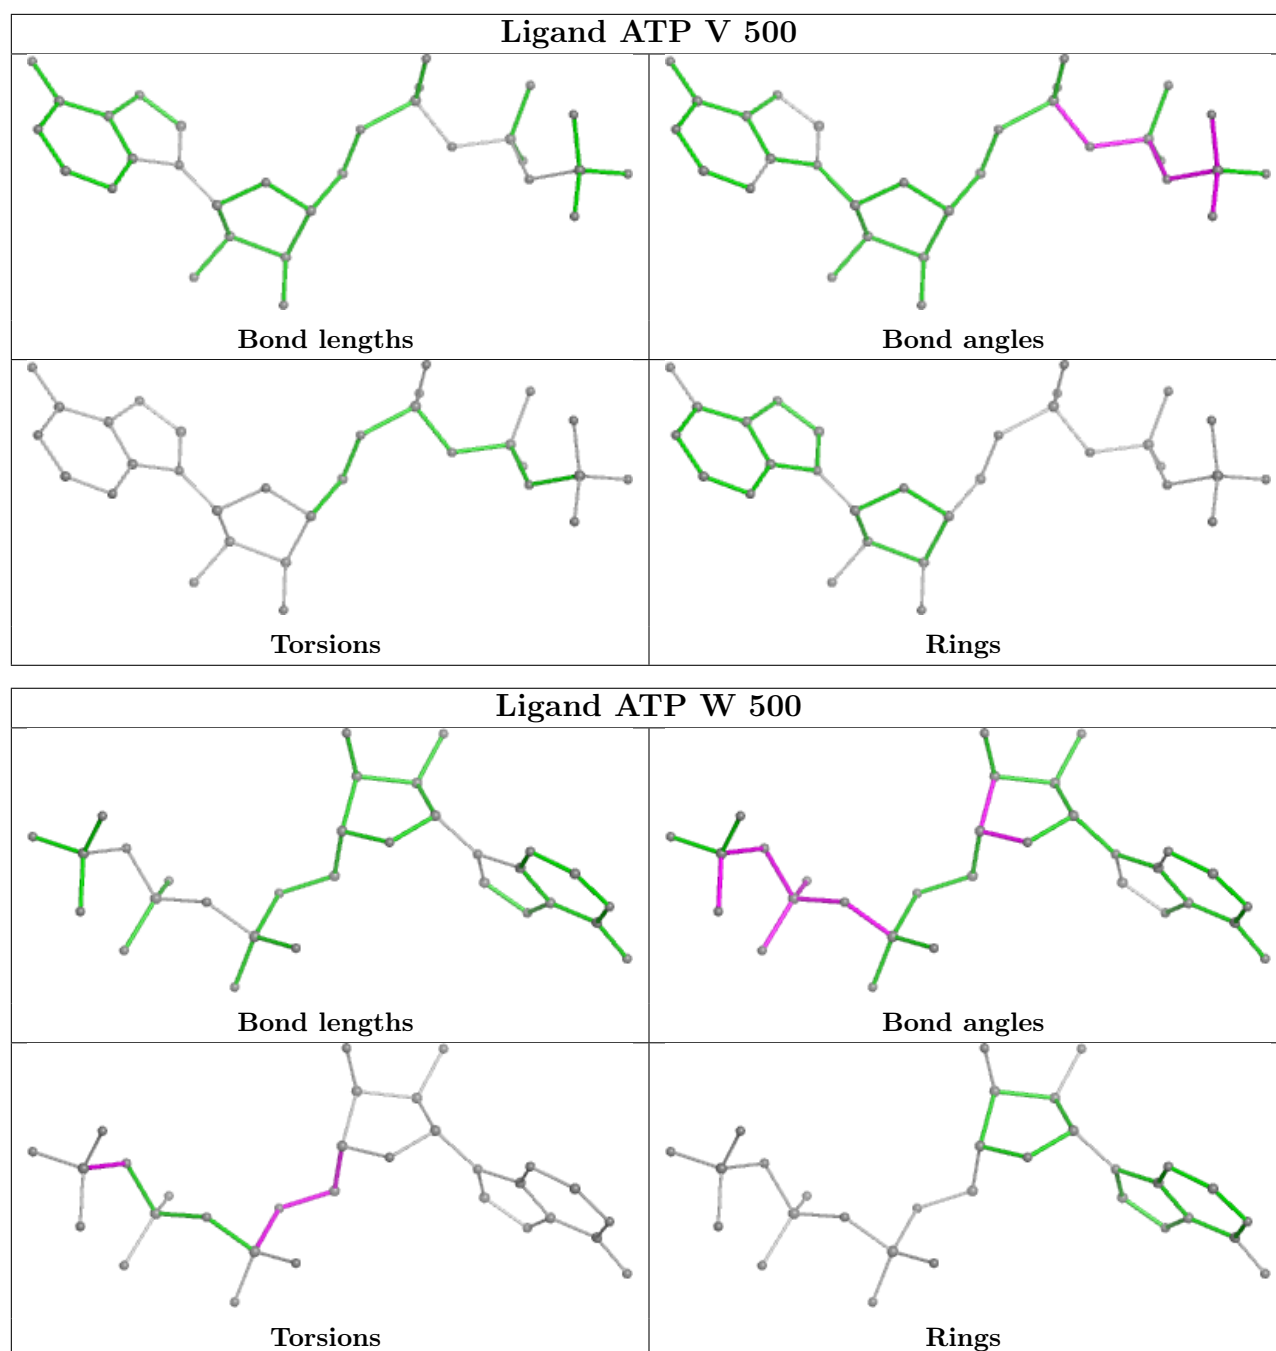 Ligand ATP V 500
Bond lengths
Bond angles
Torsions
Rings
Ligand ATP W 500
Bond lengths
Bond angles
Torsions
Rings